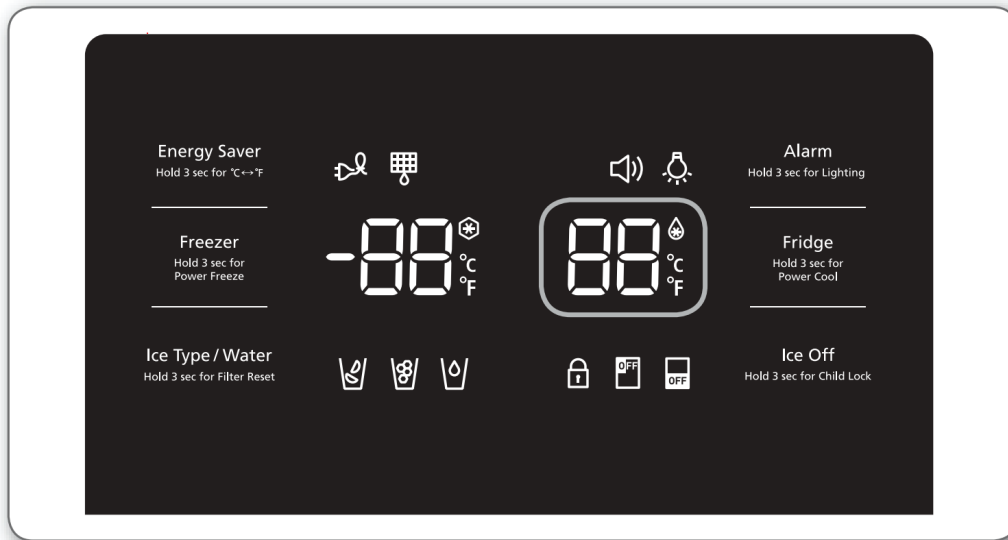 Energy Saver
Hold 3 sec for °C↔°F
Freezer
Hold 3 sec for
Power Freeze
Ice Type / Water
Hold 3 sec for Filter Reset
-88 °C
°F
88 °C
°F
OFF
OFF
Alarm
Hold 3 sec for Lighting
Fridge
Hold 3 sec for
Power Cool
Ice Off
Hold 3 sec for Child Lock